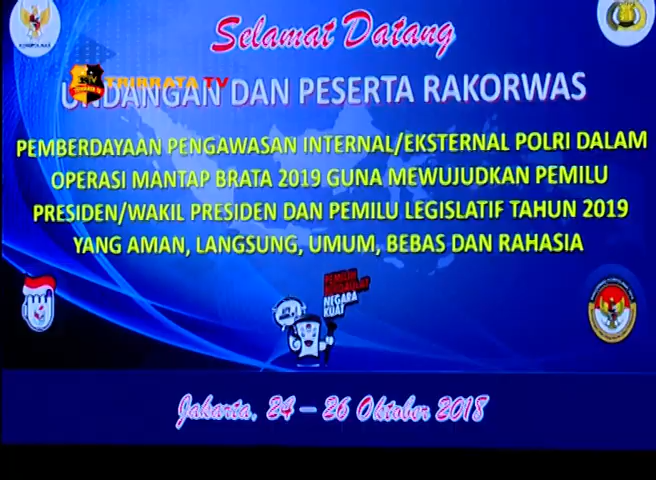 KOMPOLNAS
Selamat Datang
TRIBRATA TV
UNDANGAN DAN PESERTA RAKORWAS
PEMBERDAYAAN PENGAWASAN INTERNAL/EKSTERNAL POLRI DALAM
OPERASI MANTAP BRATA 2019 GUNA MEWUJUDKAN PEMILU
PRESIDEN/WAKIL PRESIDEN DAN PEMILU LEGISLATIF TAHUN 2019
YANG AMAN, LANGSUNG, UMUM, BEBAS DAN RAHASIA
NEGARA
KUAT
Jakarta, 24 – 26 Oktober 2018